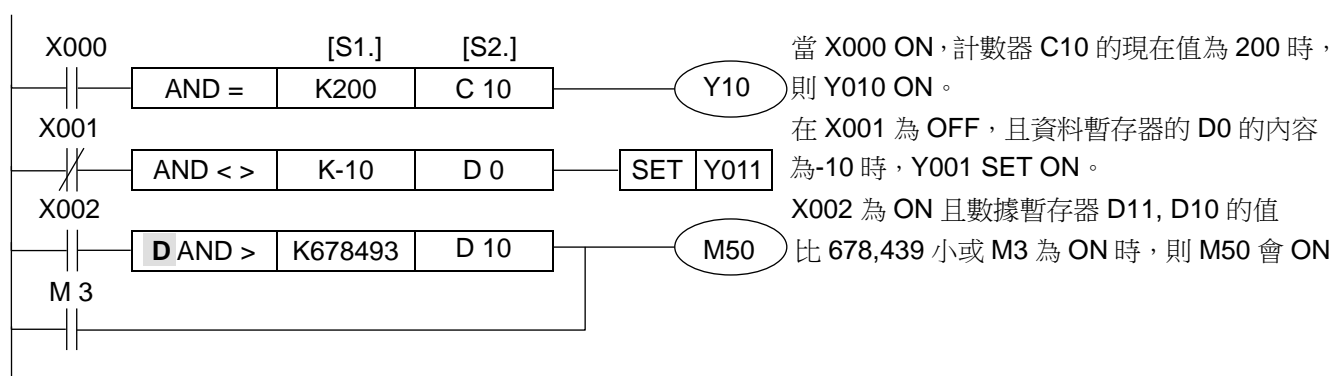 X000 [S1.] [S2.] 當 X000 ON，計數器 C10 的現在值為 200 時，
AND = K200 C 10 Y10 則 Y010 ON。
X001 在 X001 為 OFF，且資料暫存器的 D0 的內容
AND < > K-10 D 0 SET Y011 為-10 時，Y001 SET ON。
X002 X002 為 ON 且數據暫存器 D11, D10 的值
D AND > K678493 D 10 M50 比 678,439 小或 M3 為 ON 時，則 M50 會 ON
M 3